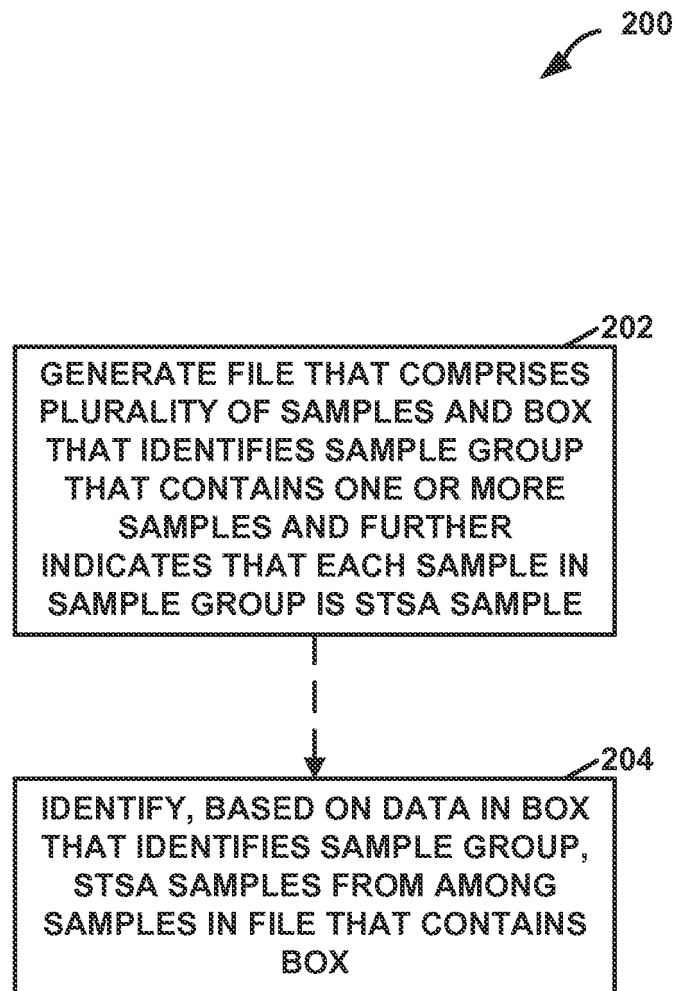 200
202
GENERATE FILE THAT COMPRISES
PLURALITY OF SAMPLES AND BOX
THAT IDENTIFIES SAMPLE GROUP
THAT CONTAINS ONE OR MORE
SAMPLES AND FURTHER
INDICATES THAT EACH SAMPLE IN
SAMPLE GROUP IS STSA SAMPLE
204
IDENTIFY, BASED ON DATA IN BOX
THAT IDENTIFIES SAMPLE GROUP,
STSA SAMPLES FROM AMONG
SAMPLES IN FILE THAT CONTAINS
BOX